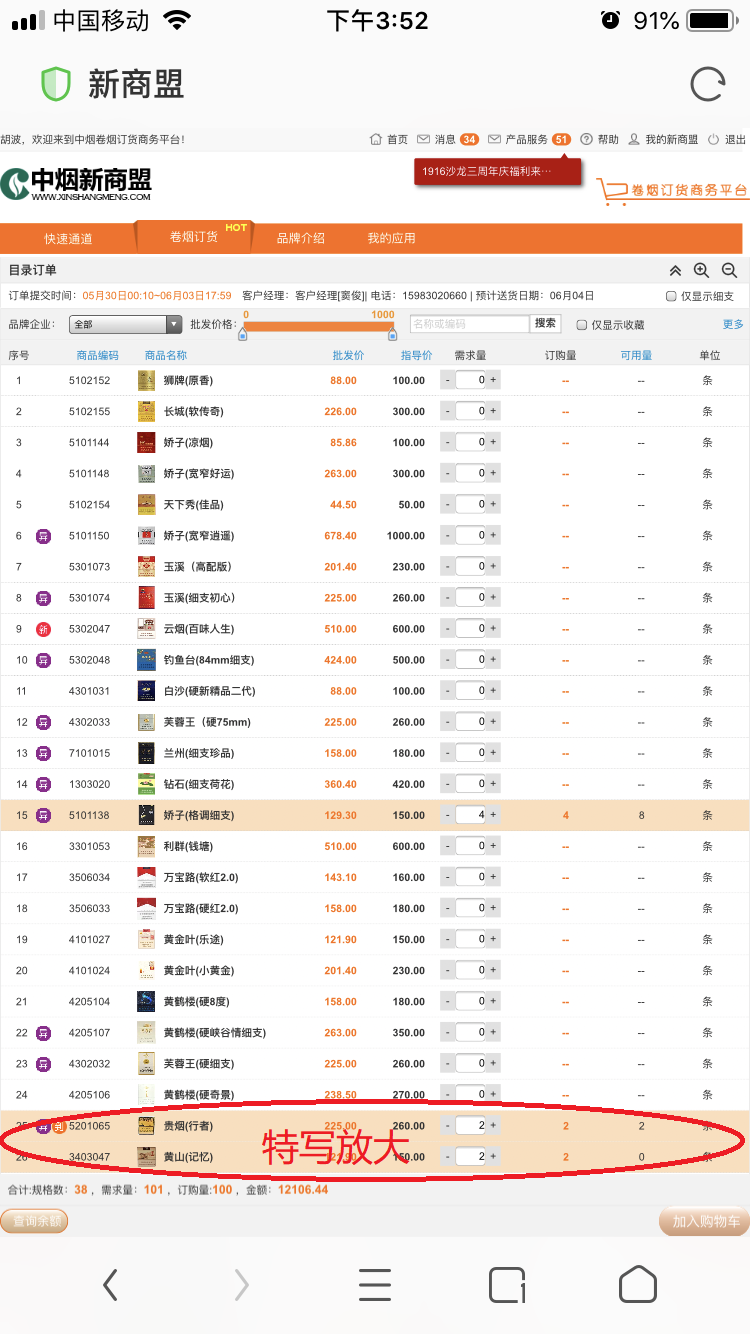 中国移动 下午3:52 91%
新商盟
胡波，欢迎来到中烟卷烟订货商务平台! 首页 消息 34 产品服务 51 帮助 我的新商盟 退出
1916沙龙三周年庆福利来···
中烟新商盟
WWW.XINSHANGMENG.COM
卷烟订货商务平台
快速通道 卷烟订货 HOT 品牌介绍 我的应用
目录订单
订单提交时间：05月30日00:10~06月03日17:59 客户经理：客户经理[窦俊]| 电话：15983020660 | 预计送货日期：06月04日 仅显示细支
品牌企业： 全部 批发价格： 0 1000 名称或编码 搜索 仅显示收藏 更多
序号 商品编码 商品名称 批发价 指导价 需求量 订购量 可用量 单位
1 5102152 狮牌(原香) 88.00 100.00 - 0 + -- -- 条
2 5102155 长城(软传奇) 226.00 300.00 - 0 + -- -- 条
3 5101144 娇子(凉烟) 85.86 100.00 - 0 + -- -- 条
4 5101148 娇子(宽窄好运) 263.00 300.00 - 0 + -- -- 条
5 5102154 天下秀(佳品) 44.50 50.00 - 0 + -- -- 条
6 异 5101150 娇子(宽窄逍遥) 678.40 1000.00 - 0 + -- -- 条
7 5301073 玉溪（高配版） 201.40 230.00 - 0 + -- -- 条
8 异 5301074 玉溪(细支初心） 225.00 260.00 - 0 + -- -- 条
9 新 5302047 云烟(百味人生) 510.00 600.00 - 0 + -- -- 条
10 异 5302048 钓鱼台(84mm细支) 424.00 500.00 - 0 + -- -- 条
11 4301031 白沙(硬新精品二代) 88.00 100.00 - 0 + -- -- 条
12 异 4302033 芙蓉王（硬75mm) 225.00 260.00 - 0 + -- -- 条
13 异 7101015 兰州(细支珍品) 158.00 180.00 - 0 + -- -- 条
14 异 1303020 钻石(细支荷花) 360.40 420.00 - 0 + -- -- 条
15 异 5101138 娇子(格调细支) 129.30 150.00 - 4 + 4 8 条
16 3301053 利群(钱塘) 510.00 600.00 - 0 + -- -- 条
17 3506034 万宝路(软红2.0) 143.10 160.00 - 0 + -- -- 条
18 3506033 万宝路(硬红2.0) 158.00 180.00 - 0 + -- -- 条
19 4101027 黄金叶(乐途) 121.90 150.00 - 0 + -- -- 条
20 4101024 黄金叶(小黄金) 201.40 230.00 - 0 + -- -- 条
21 4205104 黄鹤楼(硬8度) 158.00 180.00 - 0 + -- -- 条
22 异 4205107 黄鹤楼(硬峡谷情细支) 263.00 350.00 - 0 + -- -- 条
23 异 4302032 芙蓉王(硬细支) 225.00 260.00 - 0 + -- -- 条
24 4205106 黄鹤楼(硬奇景) 238.50 270.00 - 0 + -- -- 条
25 异 到 5201065 贵烟(行者) 225.00 260.00 - 2 + 2 2 条
特写放大
26 3403047 黄山(记忆) - 2 + 2 0 条
合计:规格数：38 ，需求量：101 ，订购量:100 ，金额：12106.44
查询余额 加入购物车
1